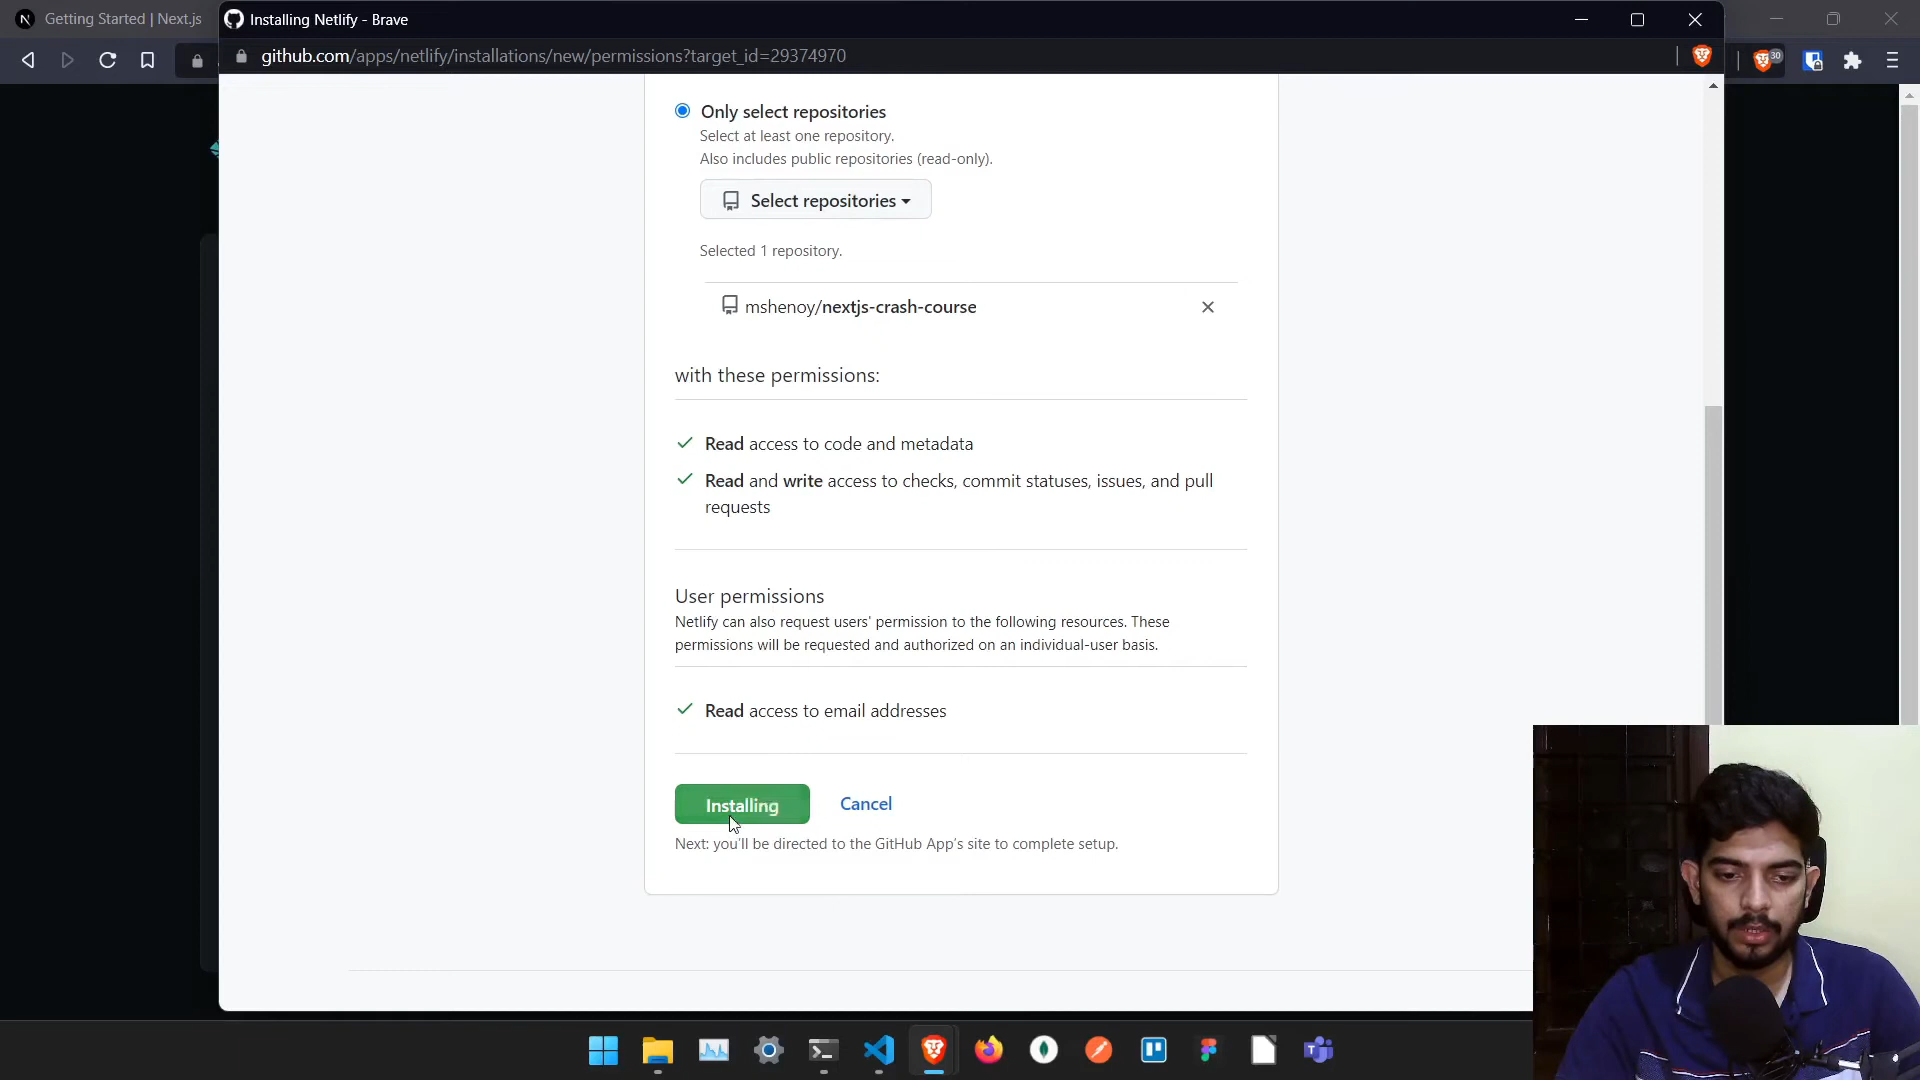 Getting Started | Next.js
Installing Netlify - Brave
github.com/apps/netlify/installations/new/permissions?target_id=29374970
30
Only select repositories
Select at least one repository.
Also includes public repositories (read-only).
Select repositories
Selected 1 repository.
mshenoy/nextjs-crash-course
with these permissions:
Read access to code and metadata
Read and write access to checks, commit statuses, issues, and pull
requests
User permissions
Netlify can also request users' permission to the following resources. These
permissions will be requested and authorized on an individual-user basis.
Read access to email addresses
Installing
Cancel
Next: you'll be directed to the GitHub App's site to complete setup.